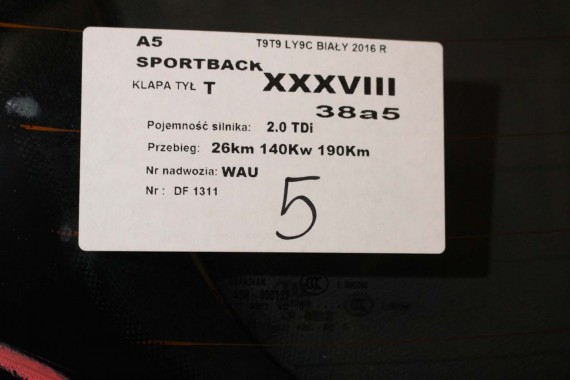 A5 T9T9 LY9C BIAŁY 2016 R
SPORTBACK
KLAPA TYŁ T XXXVIII
38a5
Pojemność silnika: 2.0 TDi
Przebieg: 26km 140Kw 190Km
Nr nadwozia: WAU
Nr : DF 1311
5